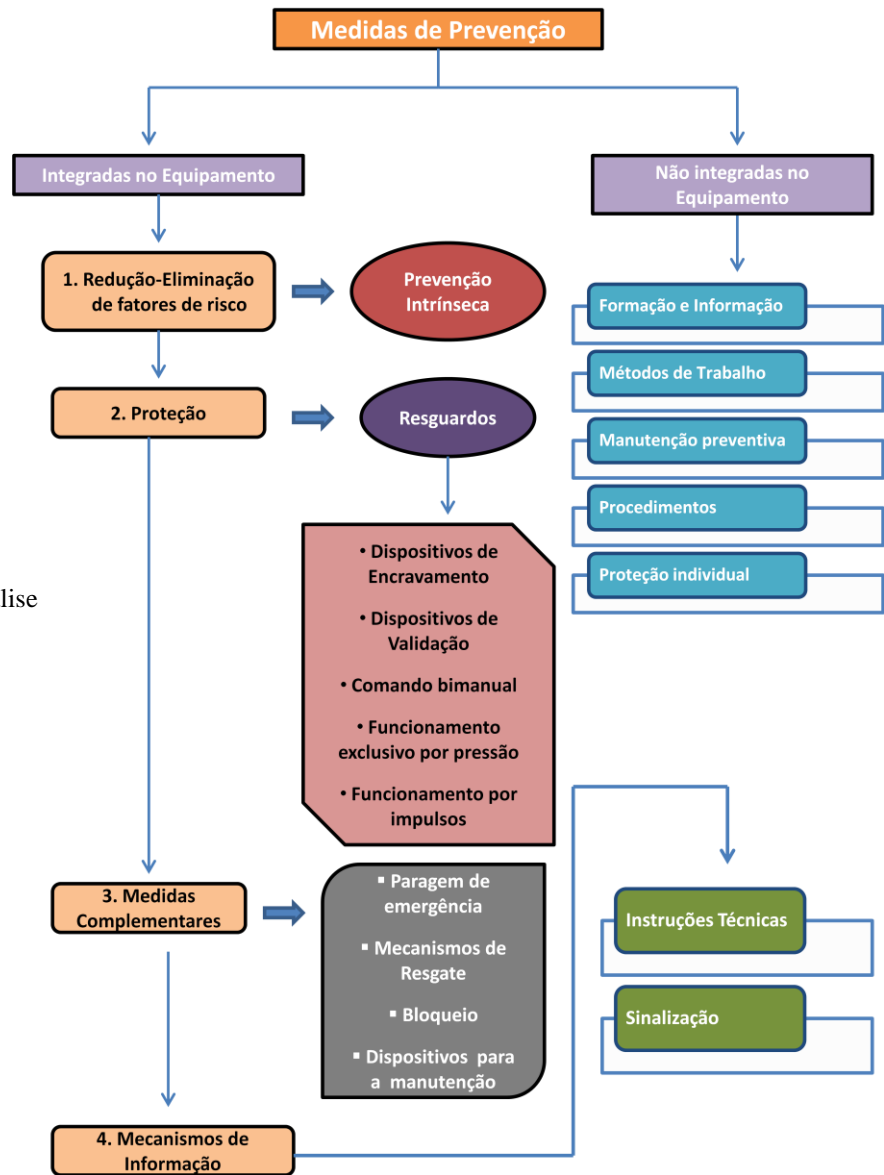 Medidas de Prevenção
Integradas no Equipamento
Não integradas no
Equipamento
1. Redução-Eliminação
de fatores de risco
Prevenção
Intrínseca
2. Proteção
Resguardos
• Dispositivos de
Encravamento
• Dispositivos de
Validação
• Comando bimanual
• Funcionamento
exclusivo por pressão
• Funcionamento por
impulsos
Formação e Informação
Métodos de Trabalho
Manutenção preventiva
Procedimentos
Proteção individual
lise
3. Medidas
Complementares
▪ Paragem de
emergência
▪ Mecanismos de
Resgate
▪ Bloqueio
▪ Dispositivos para
a manutenção
4. Mecanismos de
Informação
Instruções Técnicas
Sinalização